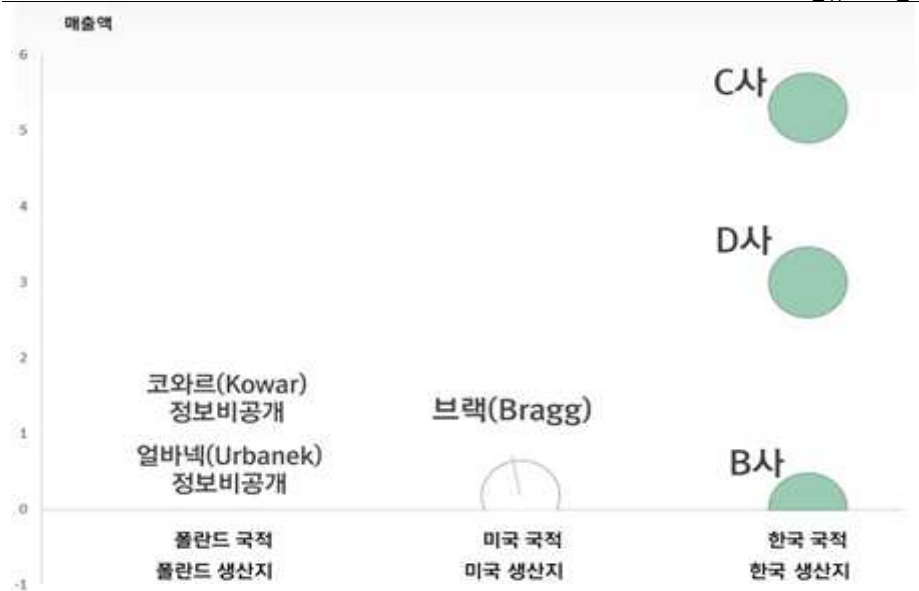 매출액
6
C사
5
4
D사
3
2
코와르(Kowar)
정보비공개
브랙(Bragg)
1
얼바넥(Urbanek)
정보비공개
B사
0
폴란드 국적
폴란드 생산지
미국 국적
미국 생산지
한국 국적
한국 생산지
-1